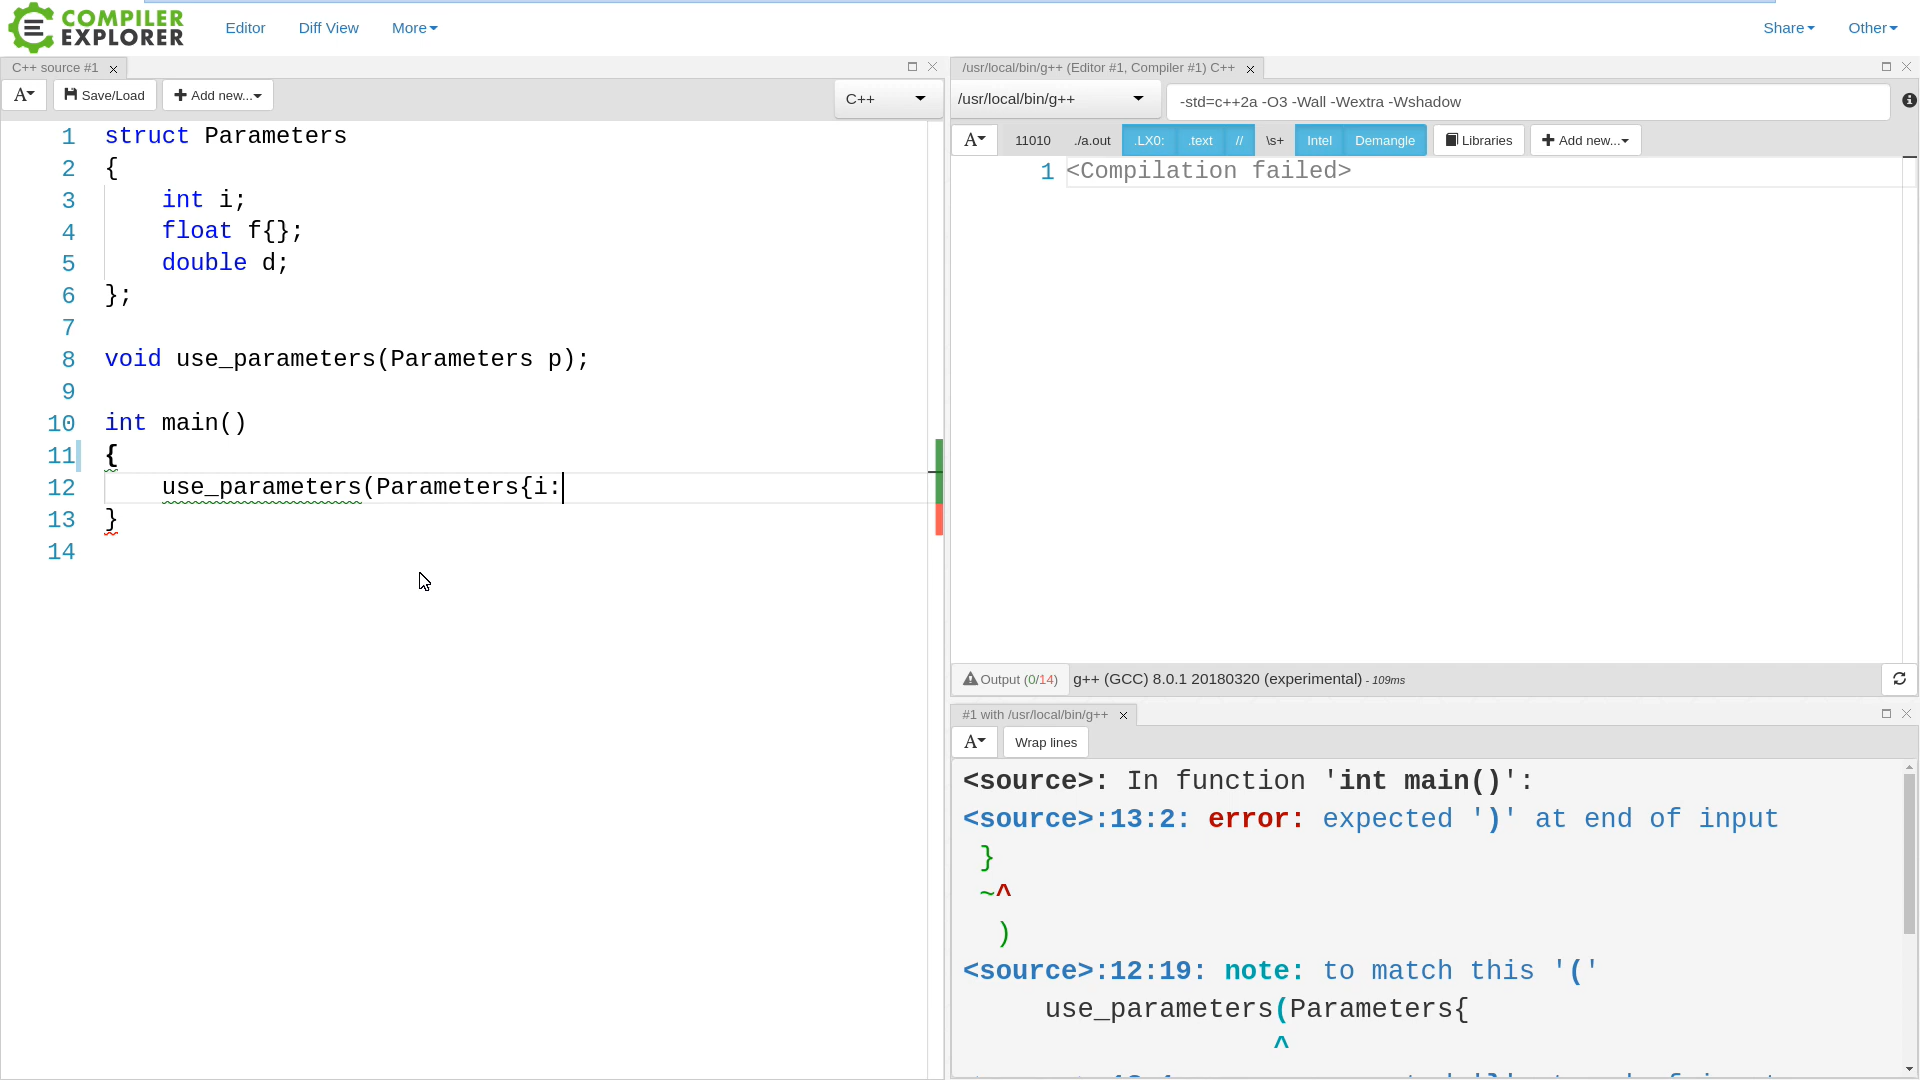 COMPILER
EXPLORER
Editor
Diff View
More
Share
Other
C++ source #1
A
Save/Load
Add new...
C++
1 struct Parameters
2 {
3 int i;
4 float f{};
5 double d;
6 };
7
8 void use_parameters(Parameters p);
9
10 int main()
11 {
12 use_parameters(Parameters{i:
13 }
14
/usr/local/bin/g++ (Editor #1, Compiler #1) C++
/usr/local/bin/g++
-std=c++2a -O3 -Wall -Wextra -Wshadow
A
11010
./a.out
.LX0:
.text
//
\s+
Intel
Demangle
Libraries
Add new...
1 <Compilation failed>
Output (0/14)
g++ (GCC) 8.0.1 20180320 (experimental) - 109ms
#1 with /usr/local/bin/g++
A
Wrap lines
<source>: In function 'int main()':
<source>:13:2: error: expected ')' at end of input
}
~^
)
<source>:12:19: note: to match this '('
use_parameters(Parameters{
^